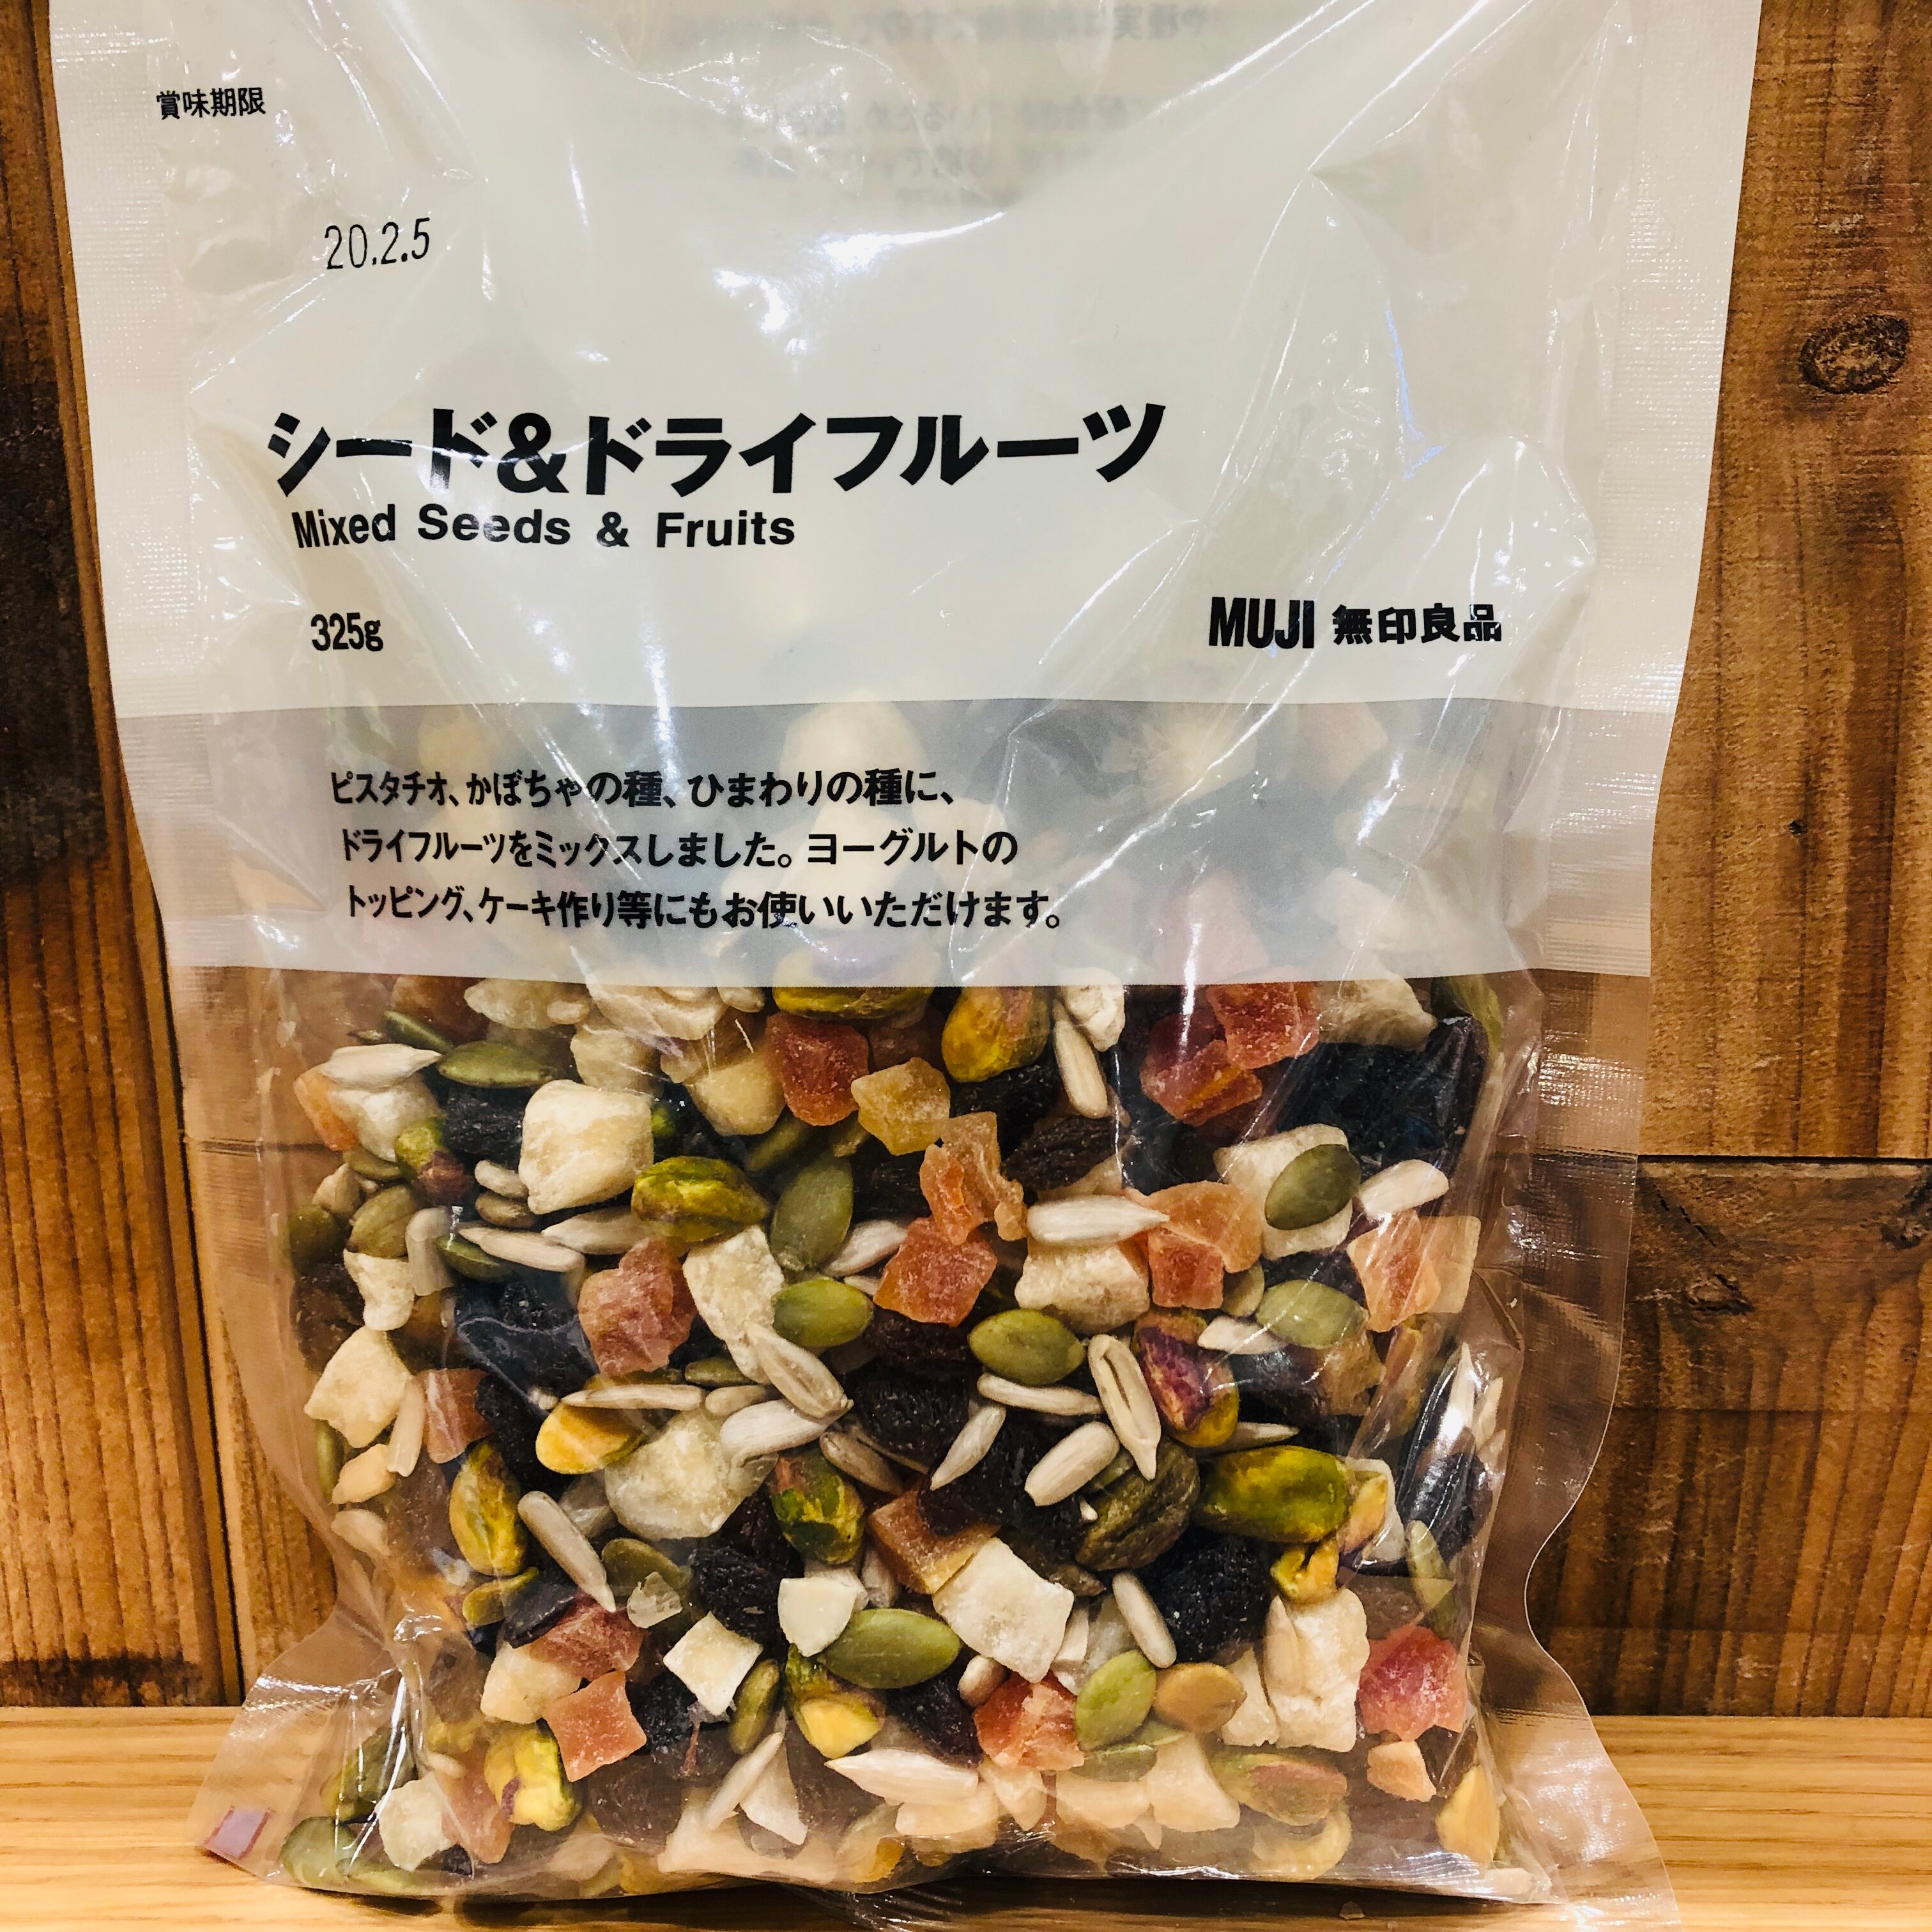 賞味期限
20.2.5
シード&ドライフルーツ
Mixed Seeds & Fruits
325g
MUJI 無印良品
ピスタチオ、かぼちゃの種、ひまわりの種に、
ドライフルーツをミックスしました。ヨーグルトの
トッピング、ケーキ作り等にもお使いいただけます。